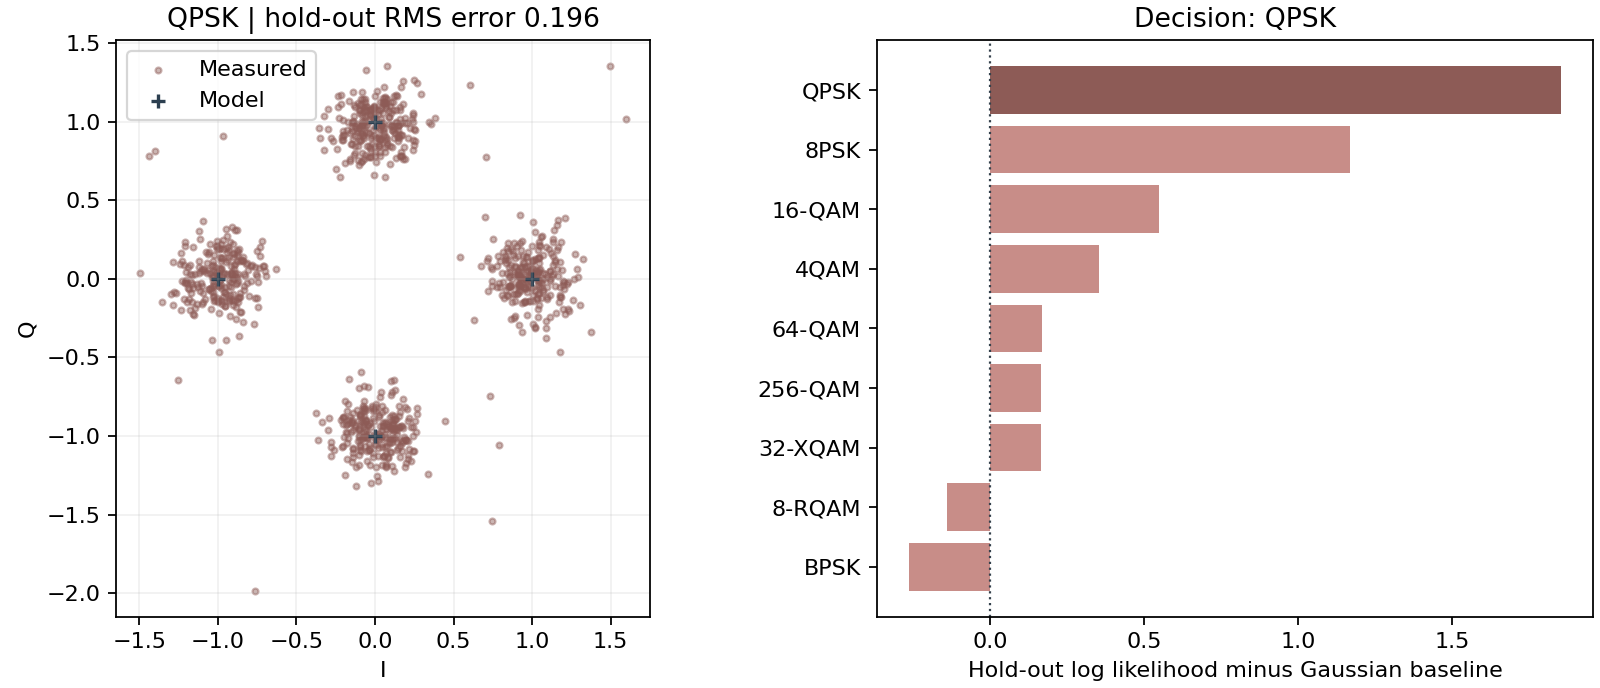 QPSK | hold-out RMS error 0.196
Measured
Model
1.5
1.0
0.5
0.0
−0.5
−1.0
−1.5
−2.0
Q
−1.5 −1.0 −0.5 0.0 0.5 1.0 1.5
I
Decision: QPSK
QPSK
8PSK
16-QAM
4QAM
64-QAM
256-QAM
32-XQAM
8-RQAM
BPSK
0.0 0.5 1.0 1.5
Hold-out log likelihood minus Gaussian baseline